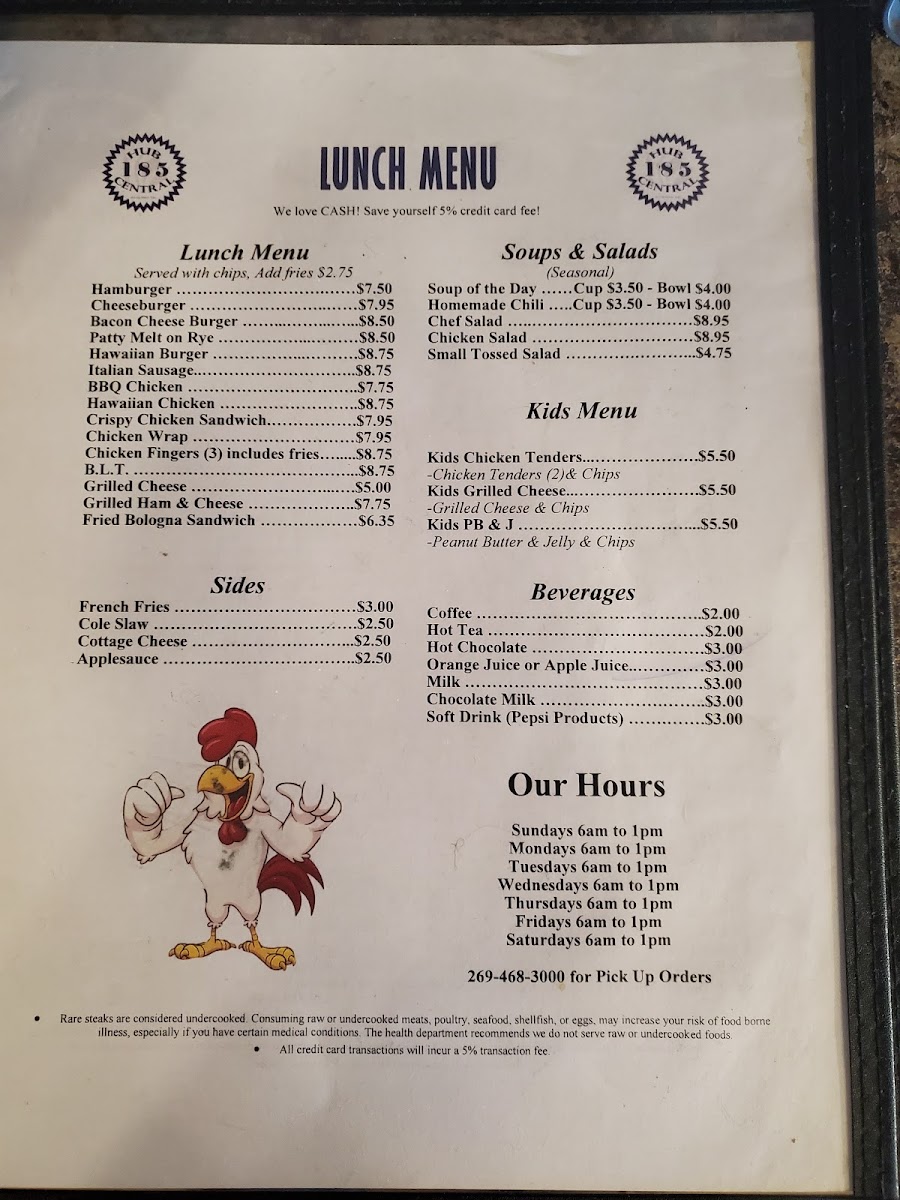 HUB
185
CENTRAL
LUNCH MENU
HUB
185
CENTRAL
We love CASH! Save yourself 5% credit card fee!
Lunch Menu
Served with chips, Add fries $2.75
Hamburger ....................................$7.50
Cheeseburger ..................................$7.95
Bacon Cheese Burger .......................$8.50
Patty Melt on Rye ............................$8.50
Hawaiian Burger .............................$8.75
Italian Sausage.................................$8.75
BBQ Chicken ..................................$7.75
Hawaiian Chicken ...........................$8.75
Crispy Chicken Sandwich.................$7.95
Chicken Wrap ................................$7.95
Chicken Fingers (3) includes fries.......$8.75
B.L.T. .............................................$8.75
Grilled Cheese .................................$5.00
Grilled Ham & Cheese .....................$7.75
Fried Bologna Sandwich ...................$6.35
Sides
French Fries ....................................$3.00
Cole Slaw ........................................$2.50
Cottage Cheese ................................$2.50
Applesauce ......................................$2.50
Soups & Salads
(Seasonal)
Soup of the Day ......Cup $3.50 - Bowl $4.00
Homemade Chili .....Cup $3.50 - Bowl $4.00
Chef Salad .....................................$8.95
Chicken Salad ................................$8.95
Small Tossed Salad ..........................$4.75
Kids Menu
Kids Chicken Tenders.......................$5.50
-Chicken Tenders (2)& Chips
Kids Grilled Cheese..........................$5.50
-Grilled Cheese & Chips
Kids PB & J ....................................$5.50
-Peanut Butter & Jelly & Chips
Beverages
Coffee .............................................$2.00
Hot Tea ...........................................$2.00
Hot Chocolate ..................................$3.00
Orange Juice or Apple Juice...............$3.00
Milk ................................................$3.00
Chocolate Milk .................................$3.00
Soft Drink (Pepsi Products) ...............$3.00
Our Hours
Sundays 6am to 1pm
Mondays 6am to 1pm
Tuesdays 6am to 1pm
Wednesdays 6am to 1pm
Thursdays 6am to 1pm
Fridays 6am to 1pm
Saturdays 6am to 1pm
269-468-3000 for Pick Up Orders
• Rare steaks are considered undercooked. Consuming raw or undercooked meats, poultry, seafood, shellfish, or eggs, may increase your risk of food borne
illness, especially if you have certain medical conditions. The health department recommends we do not serve raw or undercooked foods.
• All credit card transactions will incur a 5% transaction fee.